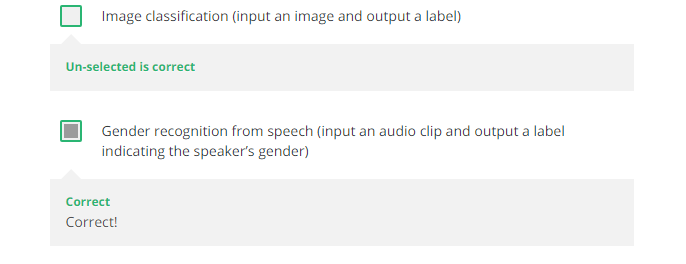 Image classification (input an image and output a label)
Un-selected is correct
Gender recognition from speech (input an audio clip and output a label
indicating the speaker’s gender)
Correct
Correct!